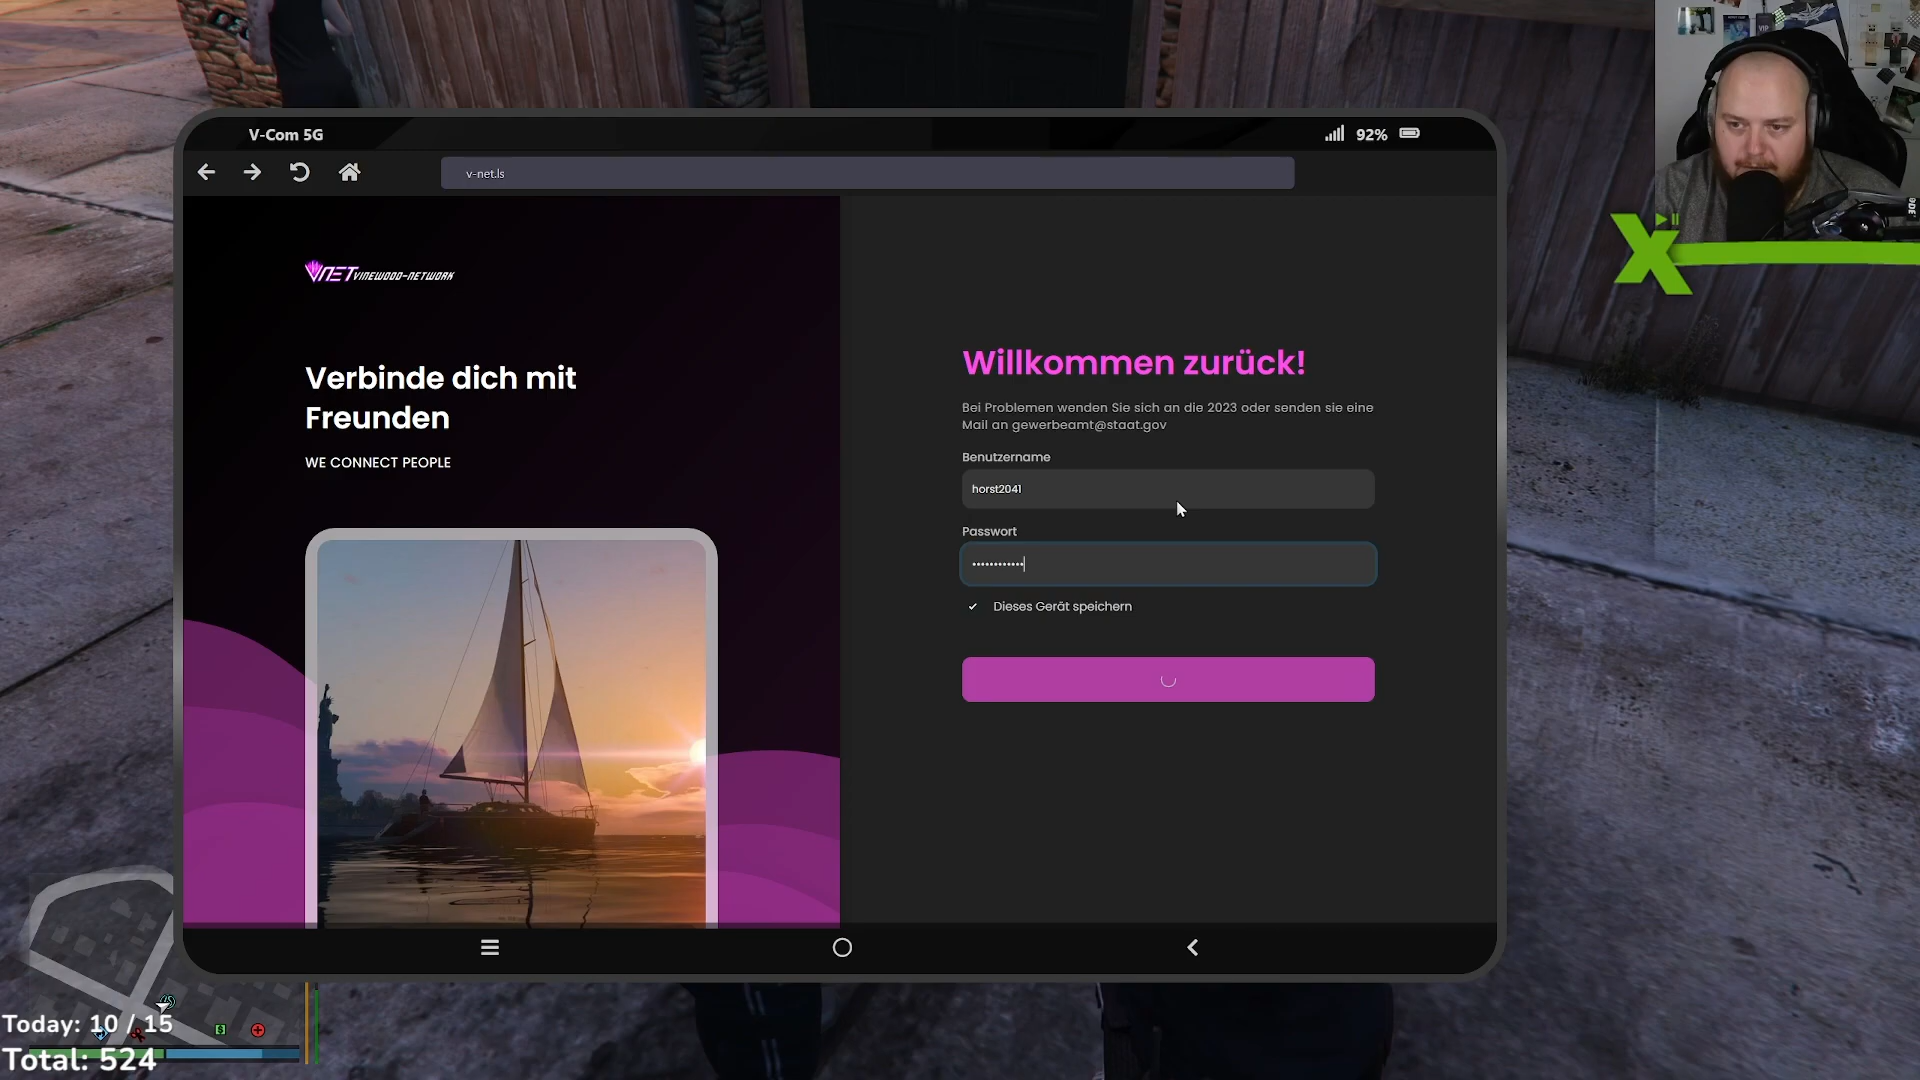 V-Com 5G
92%
v-net.ls
VNET VINEWOOD-NETWORK
Verbinde dich mit
Freunden
WE CONNECT PEOPLE
Willkommen zurück!
Bei Problemen wenden Sie sich an die 2023 oder senden sie eine
Mail an gewerbeamt@staat.gov
Benutzername
horst2041
Passwort
••••••••••••
Dieses Gerät speichern
Today: 10 / 15
Total: 524